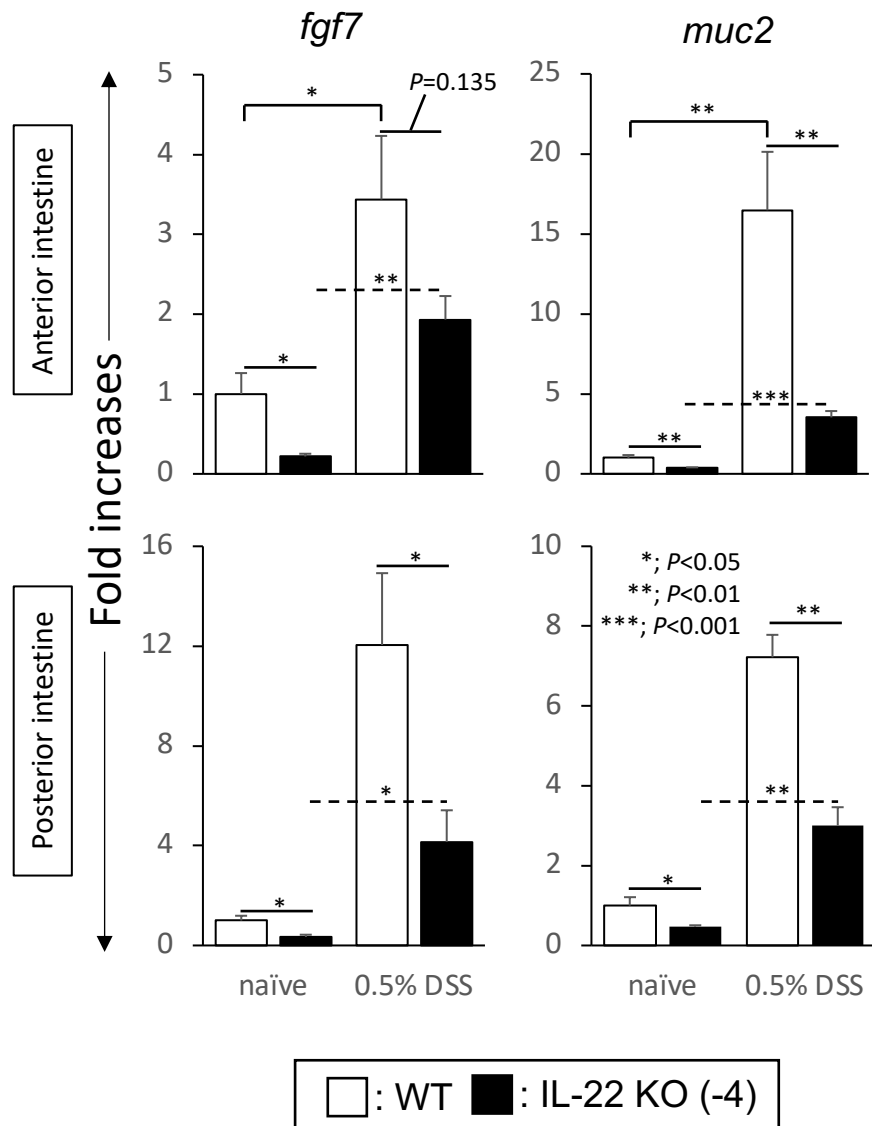 fgf7
muc2
Anterior intestine
Posterior intestine
Fold increases
5
4
3
2
1
0
*
P=0.135
**
*
25
20
15
10
5
0
**
**
***
**
16
12
8
4
0
*
*
*
10
8
6
4
2
0
*; P<0.05
**; P<0.01
***; P<0.001
**
**
*
naïve
0.5% DSS
naïve
0.5% DSS
: WT
: IL-22 KO (-4)